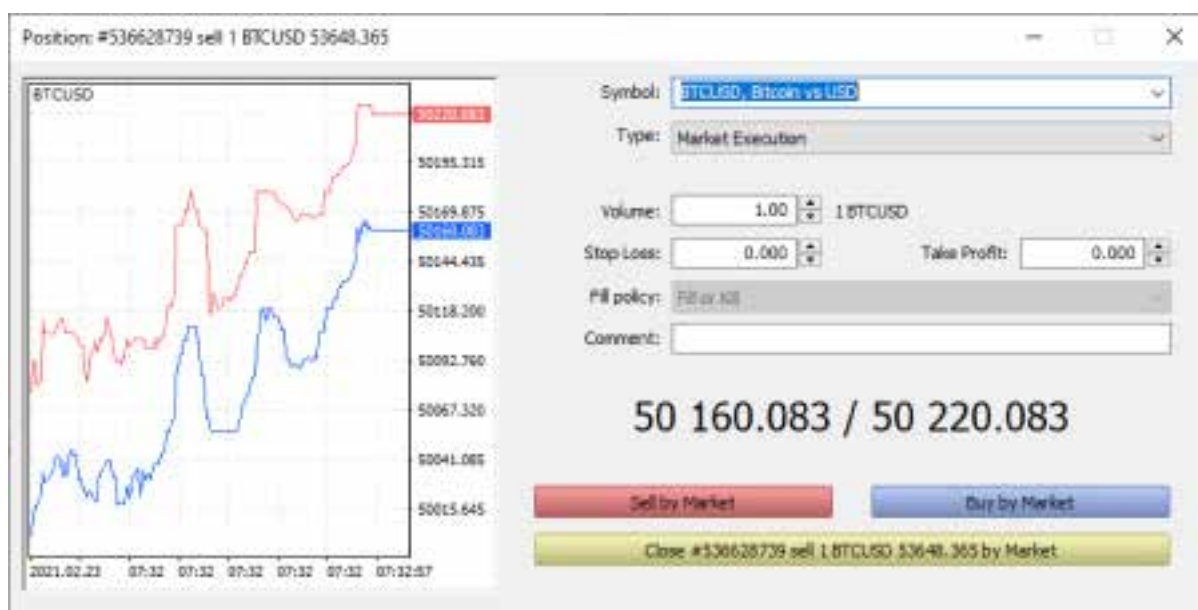 Position: #536628739 sell 1 BTCUSD 53648.365
BTCUSD
50220.083
50195.315
50169.875
50160.083
50144.435
50118.200
50092.760
50067.320
50041.085
50015.645
2021.02.23 07:32 07:32 07:32 07:32 07:32 07:32:57
Symbol: BTCUSD, Bitcoin vs USD
Type: Market Execution
Volume: 1.00 1 BTCUSD
Stop Loss: 0.000 Take Profit: 0.000
Fill policy: Fill or Kill
Comment:
50 160.083 / 50 220.083
Sell by Market Buy by Market
Close #536628739 sell 1 BTCUSD 53648.365 by Market